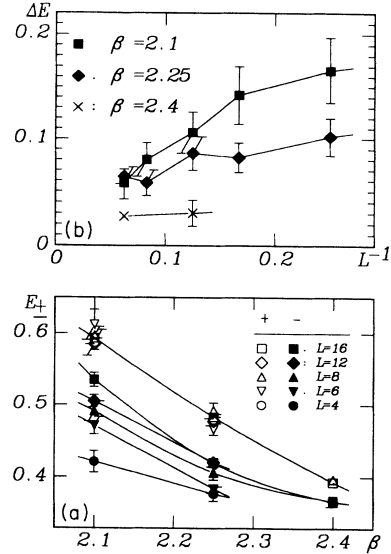 ΔE
0.2
■ β=2.1
◆ · β=2.25
× : β=2.4
0.1
(b)
0
0 0.1 0.2 L⁻¹
E±
0.6
+ −
□ ■ · L=16
◇ ◆ : L=12
△ ▲ · L=8
▽ ▼ · L=6
○ ● · L=4
0.5
0.4
(a)
2.1 2.2 2.3 2.4 β